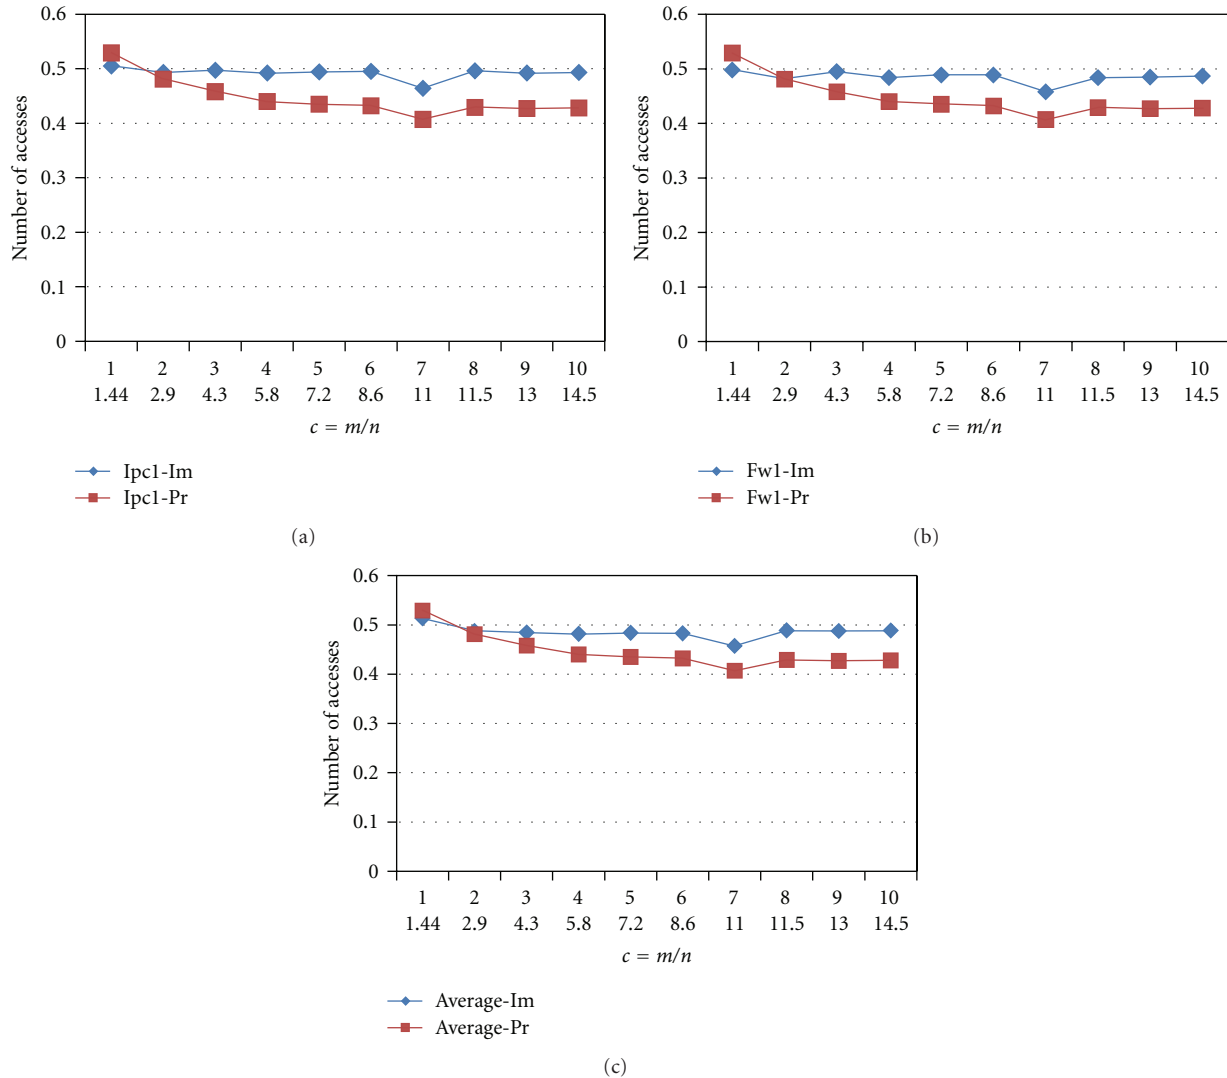 0.6
0.5
0.4
0.3
0.2
0.1
0
Number of accesses
1 2 3 4 5 6 7 8 9 10
1.44 2.9 4.3 5.8 7.2 8.6 11 11.5 13 14.5
c = m/n
Ipc1-Im
Ipc1-Pr
(a)
0.6
0.5
0.4
0.3
0.2
0.1
0
Number of accesses
1 2 3 4 5 6 7 8 9 10
1.44 2.9 4.3 5.8 7.2 8.6 11 11.5 13 14.5
c = m/n
Fw1-Im
Fw1-Pr
(b)
0.6
0.5
0.4
0.3
0.2
0.1
0
Number of accesses
1 2 3 4 5 6 7 8 9 10
1.44 2.9 4.3 5.8 7.2 8.6 11 11.5 13 14.5
c = m/n
Average-Im
Average-Pr
(c)